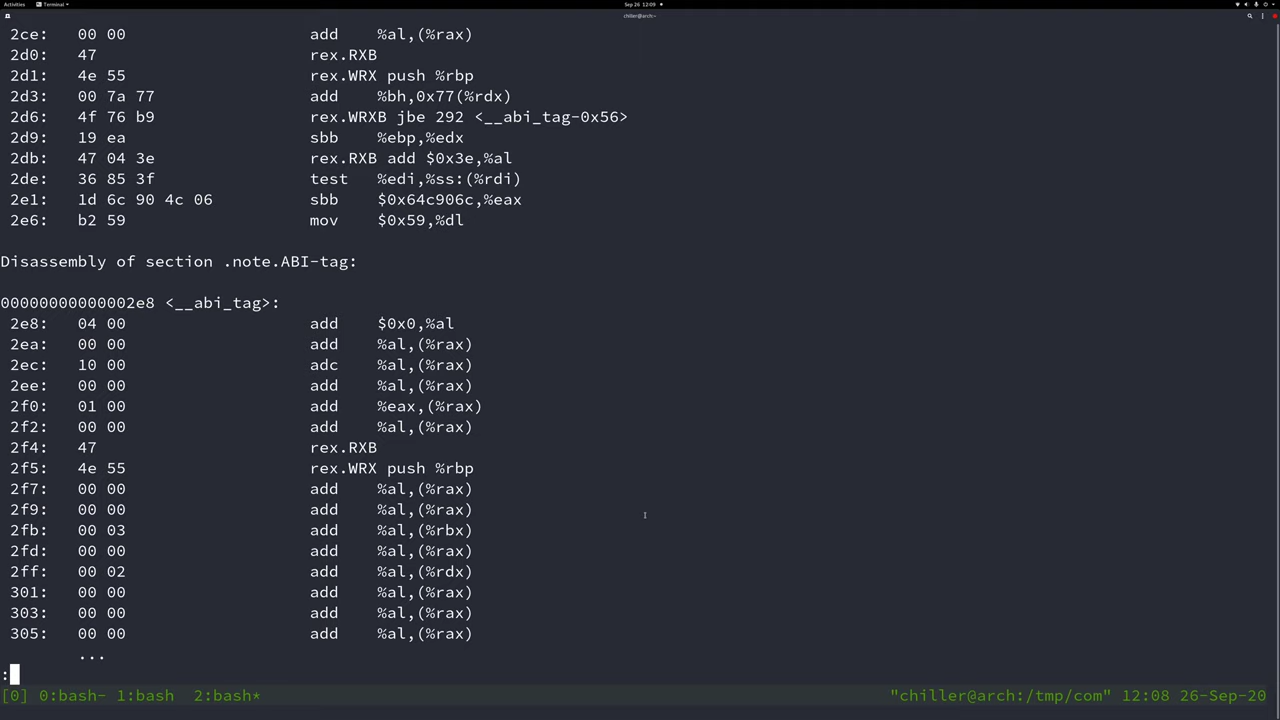 Activities Terminal Sep 26 12:09
chiller@arch:~
2ce: 00 00 add %al,(%rax)
2d0: 47 rex.RXB
2d1: 4e 55 rex.WRX push %rbp
2d3: 00 7a 77 add %bh,0x77(%rdx)
2d6: 4f 76 b9 rex.WRXB jbe 292 <__abi_tag-0x56>
2d9: 19 ea sbb %ebp,%edx
2db: 47 04 3e rex.RXB add $0x3e,%al
2de: 36 85 3f test %edi,%ss:(%rdi)
2e1: 1d 6c 90 4c 06 sbb $0x64c906c,%eax
2e6: b2 59 mov $0x59,%dl
Disassembly of section .note.ABI-tag:
00000000000002e8 <__abi_tag>:
2e8: 04 00 add $0x0,%al
2ea: 00 00 add %al,(%rax)
2ec: 10 00 adc %al,(%rax)
2ee: 00 00 add %al,(%rax)
2f0: 01 00 add %eax,(%rax)
2f2: 00 00 add %al,(%rax)
2f4: 47 rex.RXB
2f5: 4e 55 rex.WRX push %rbp
2f7: 00 00 add %al,(%rax)
2f9: 00 00 add %al,(%rax)
2fb: 00 03 add %al,(%rbx)
2fd: 00 00 add %al,(%rax)
2ff: 00 02 add %al,(%rdx)
301: 00 00 add %al,(%rax)
303: 00 00 add %al,(%rax)
305: 00 00 add %al,(%rax)
...
:
[0] 0:bash- 1:bash 2:bash* "chiller@arch:/tmp/com" 12:08 26-Sep-20